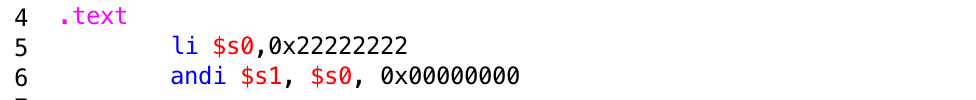 4 .text
5 li $s0,0x22222222
6 andi $s1, $s0, 0x00000000